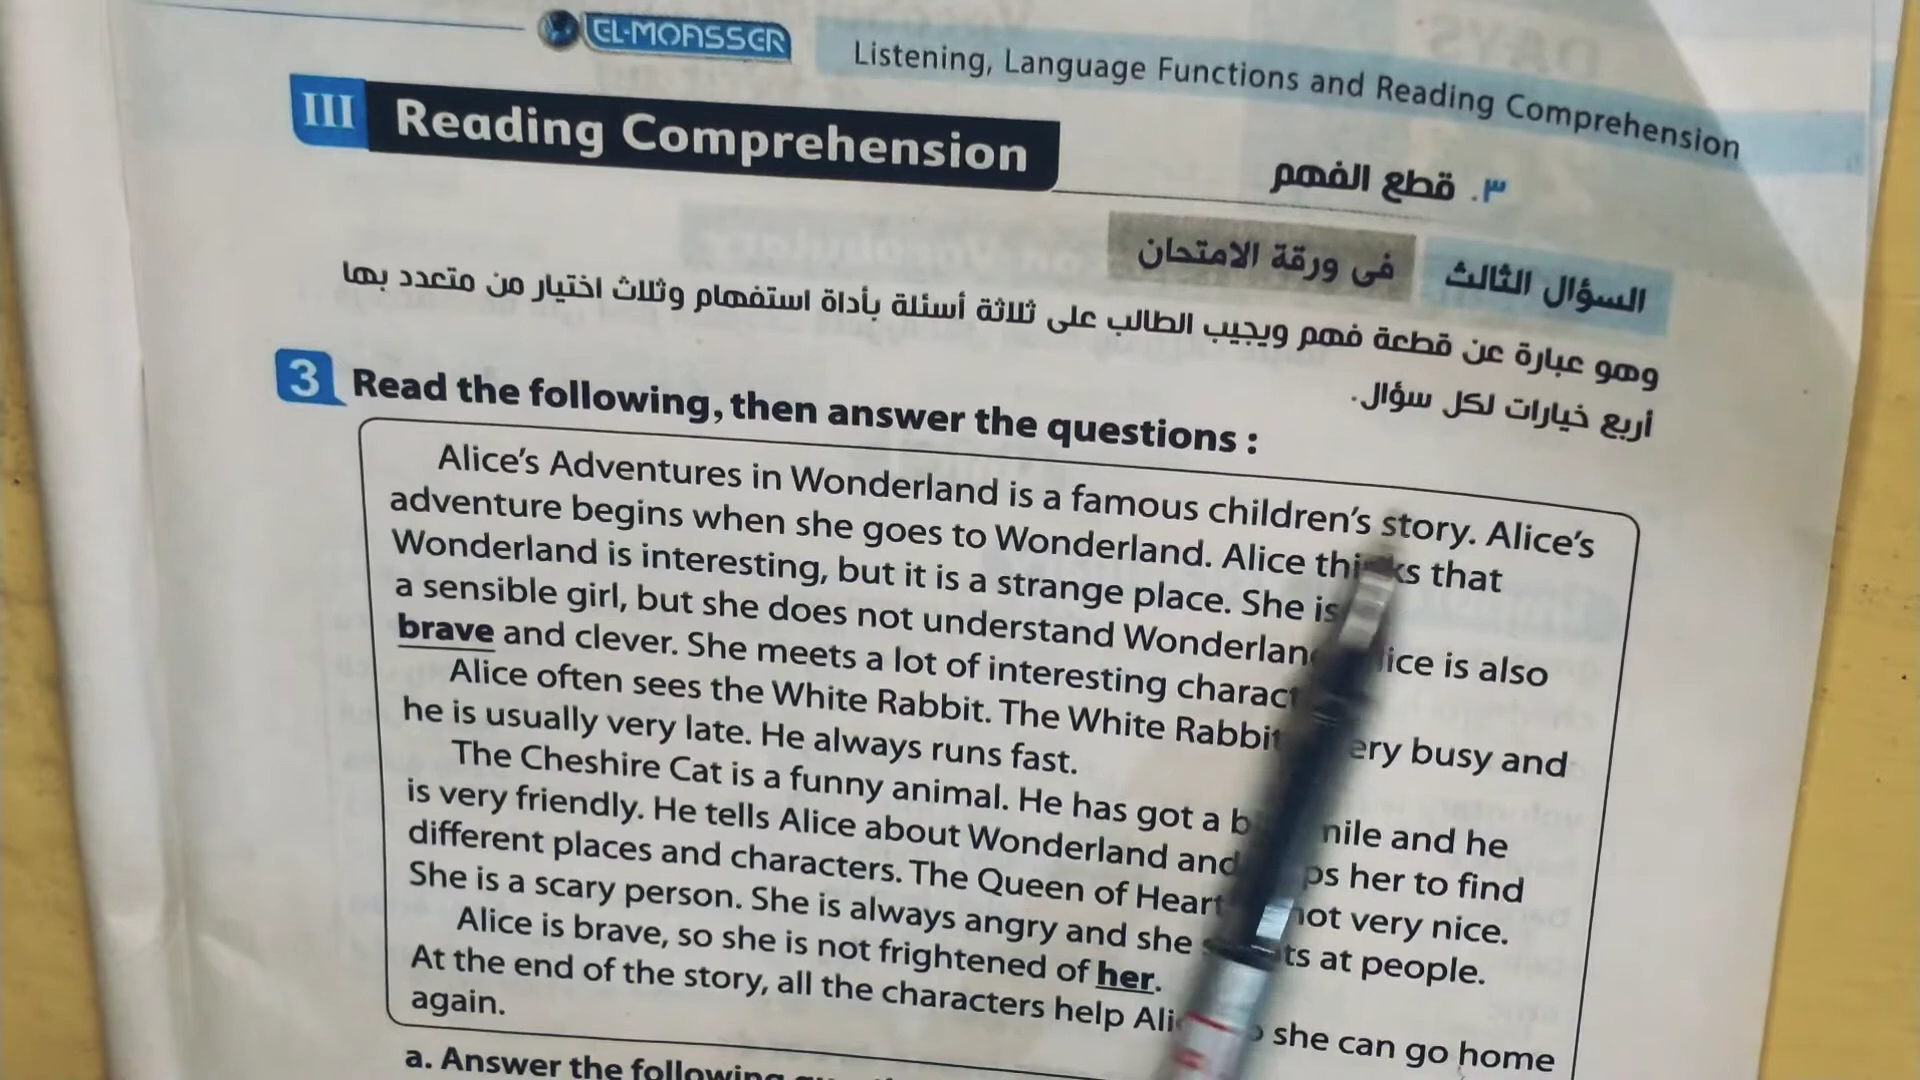 EL-MOASSER
Listening, Language Functions and Reading Comprehension
III Reading Comprehension
٣. قطع الفهم
السؤال الثالث فى ورقة الامتحان
وهو عبارة عن قطعة فهم ويجيب الطالب على ثلاثة أسئلة بأداة استفهام وثلاث اختيار من متعدد بها
أربع خيارات لكل سؤال.
3 Read the following, then answer the questions :
Alice's Adventures in Wonderland is a famous children's story. Alice's
adventure begins when she goes to Wonderland. Alice thinks that
Wonderland is interesting, but it is a strange place. She is
a sensible girl, but she does not understand Wonderland. Alice is also
brave and clever. She meets a lot of interesting
Alice often sees the White Rabbit. The White Rabbit very busy and
he is usually very late. He always runs fast.
The Cheshire Cat is a funny animal. He has got a smile and he
is very friendly. He tells Alice about Wonderland and helps her to find
different places and characters. The Queen of Hearts not very nice.
She is a scary person. She is always angry and she shouts at people.
Alice is brave, so she is not frightened of her.
At the end of the story, all the characters help Alice she can go home
again.
a. Answer the following